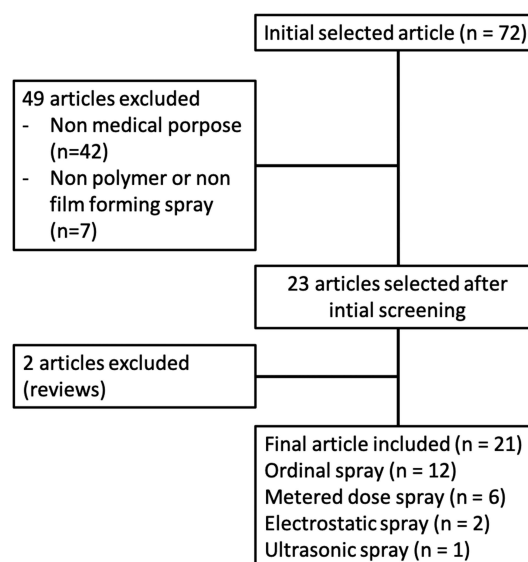 Initial selected article (n = 72)
49 articles excluded
- Non medical porpose
(n=42)
- Non polymer or non
film forming spray
(n=7)
23 articles selected after
intial screening
2 articles excluded
(reviews)
Final article included (n = 21)
Ordinal spray (n = 12)
Metered dose spray (n = 6)
Electrostatic spray (n = 2)
Ultrasonic spray (n = 1)